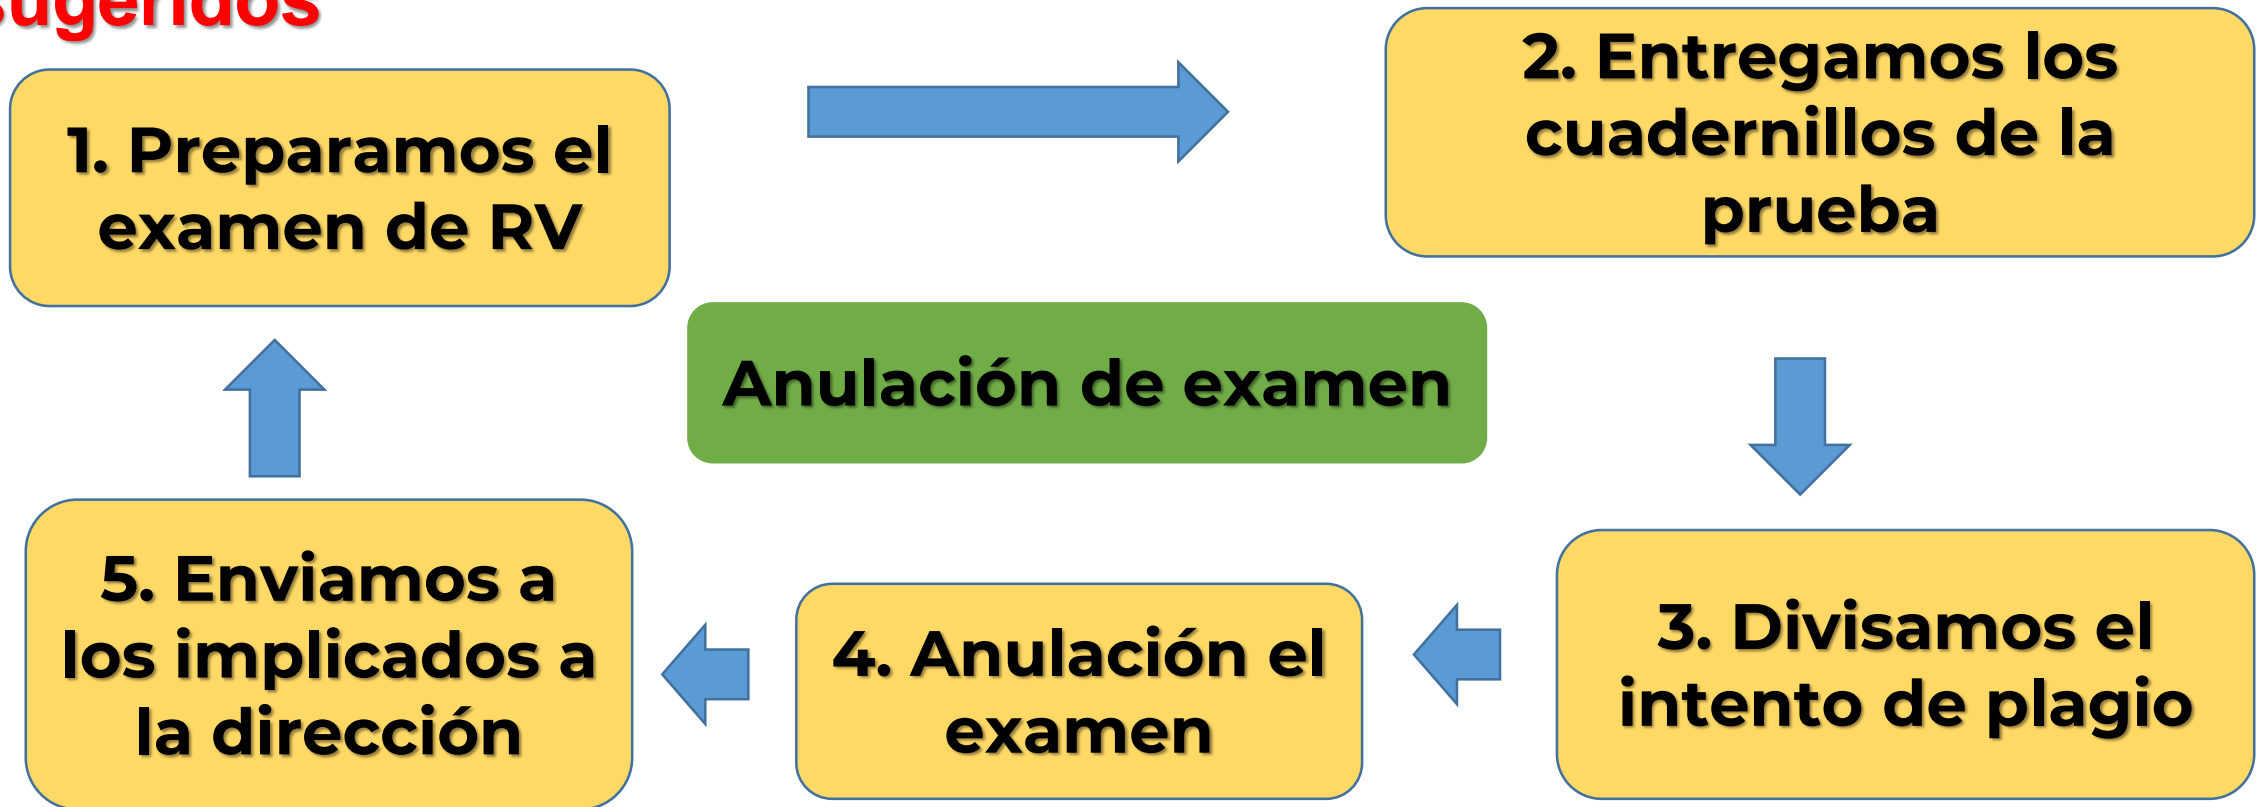 sugeridos
1. Preparamos el
examen de RV
2. Entregamos los
cuadernillos de la
prueba
Anulación de examen
3. Divisamos el
intento de plagio
4. Anulación el
examen
5. Enviamos a
los implicados a
la dirección